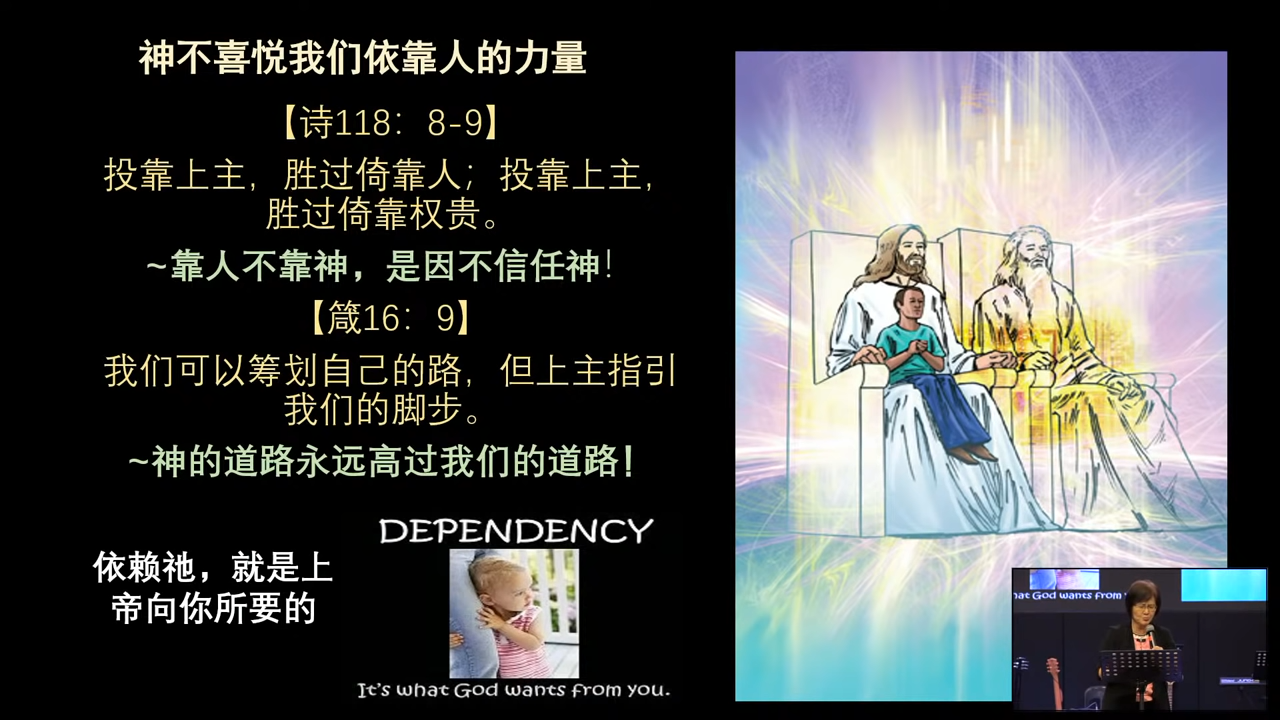 神不喜悦我们依靠人的力量
【诗118：8-9】
投靠上主，胜过倚靠人；投靠上主，
胜过倚靠权贵。
~靠人不靠神，是因不信任神！
【箴16：9】
我们可以筹划自己的路，但上主指引
我们的脚步。
~神的道路永远高过我们的道路！
DEPENDENCY
依赖祂，就是上
帝向你所要的
It's what God wants from you.
hat God wants from y